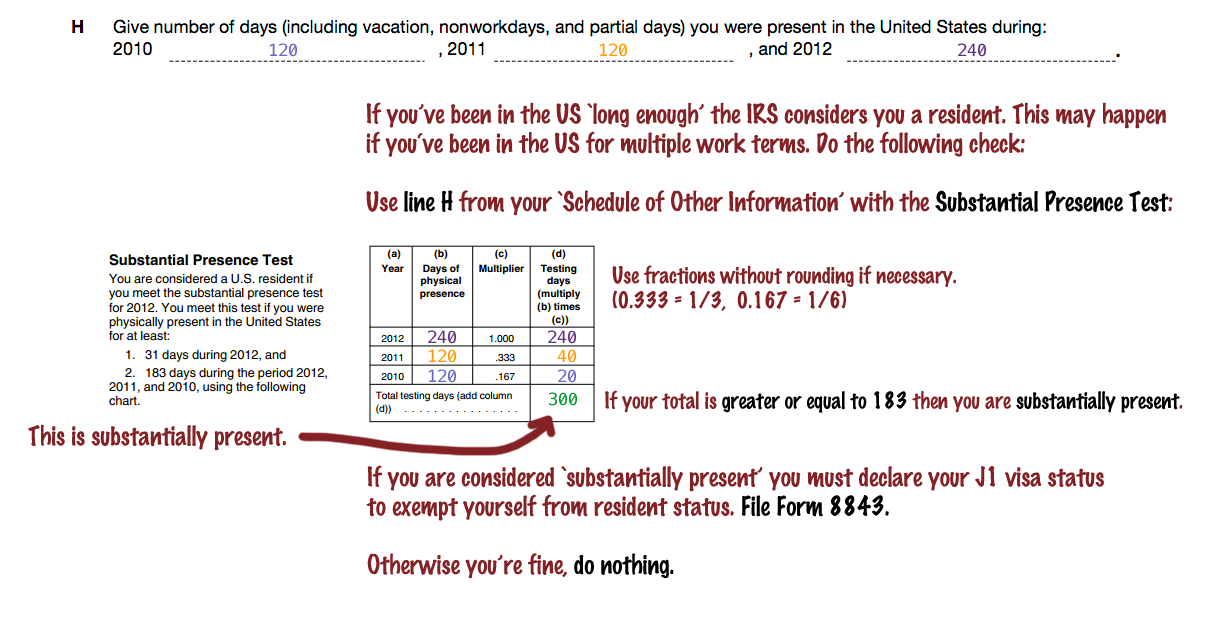 H Give number of days (including vacation, nonworkdays, and partial days) you were present in the United States during:
2010 120 , 2011 120 , and 2012 240 .
If you've been in the US `long enough' the IRS considers you a resident. This may happen
if you've been in the US for multiple work terms. Do the following check:
Use line H from your `Schedule of Other Information' with the Substantial Presence Test:
Substantial Presence Test
You are considered a U.S. resident if
you meet the substantial presence test
for 2012. You meet this test if you were
physically present in the United States
for at least:
1. 31 days during 2012, and
2. 183 days during the period 2012,
2011, and 2010, using the following
chart.
(a) (b) (c) (d)
Year Days of Multiplier Testing
physical days
presence (multiply
(b) times
(c))
2012 240 1.000 240
2011 120 .333 40
2010 120 .167 20
Total testing days (add column
(d)) . . . . . . . . . . . . . . . . 300
Use fractions without rounding if necessary.
(0.333 = 1/3, 0.167 = 1/6)
If your total is greater or equal to 183 then you are substantially present.
This is substantially present.
If you are considered `substantially present' you must declare your J1 visa status
to exempt yourself from resident status. File Form 8843.
Otherwise you're fine, do nothing.